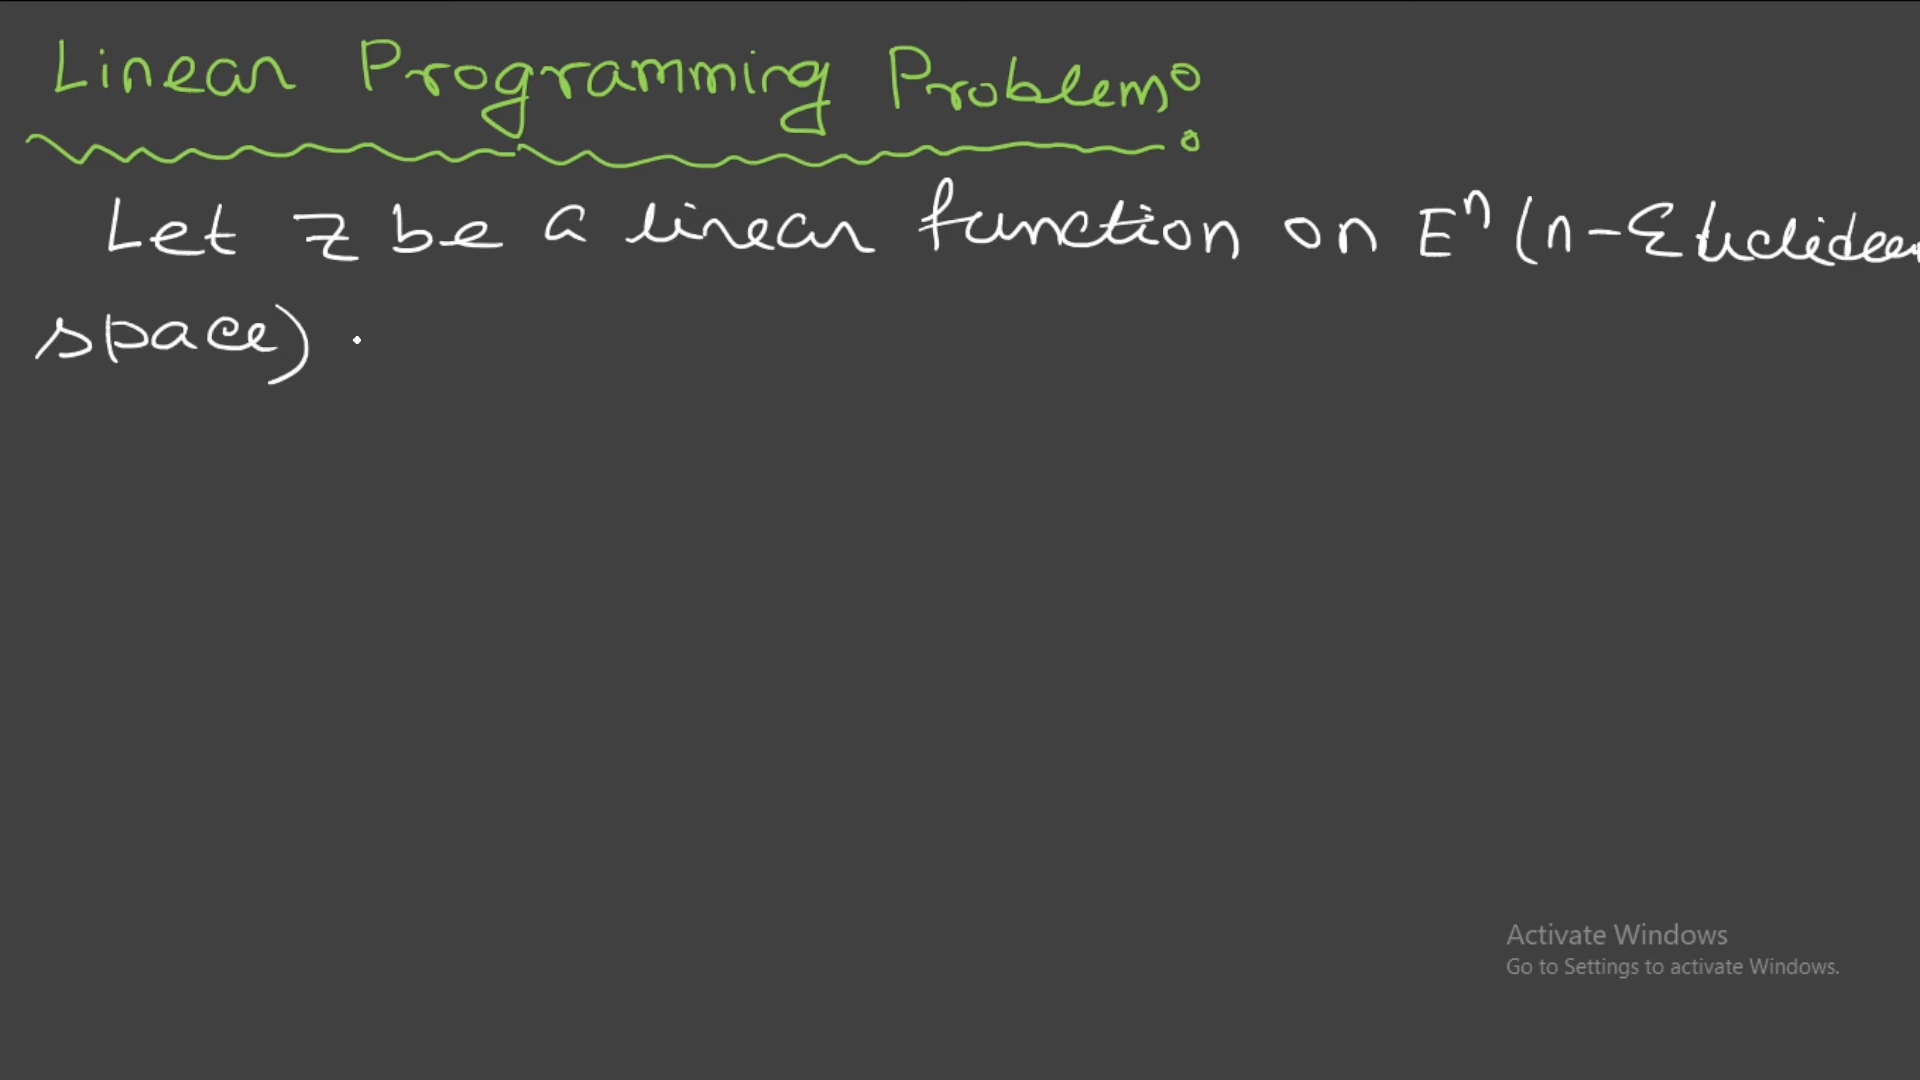 Linear Programming Problem:
Let z be a linear function on Eⁿ (n-Euclidean
space).
Activate Windows
Go to Settings to activate Windows.